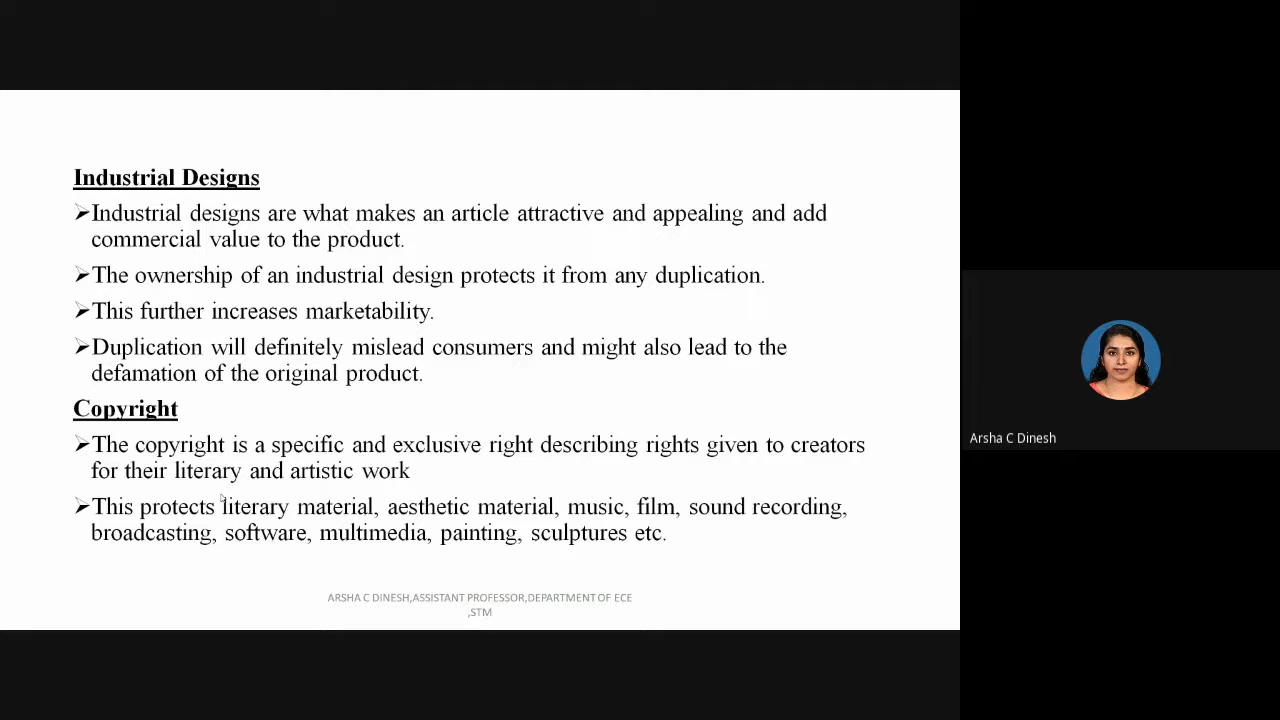 Industrial Designs
➢Industrial designs are what makes an article attractive and appealing and add
commercial value to the product.
➢The ownership of an industrial design protects it from any duplication.
➢This further increases marketability.
➢Duplication will definitely mislead consumers and might also lead to the
defamation of the original product.
Copyright
➢The copyright is a specific and exclusive right describing rights given to creators
for their literary and artistic work
➢This protects literary material, aesthetic material, music, film, sound recording,
broadcasting, software, multimedia, painting, sculptures etc.
ARSHA C DINESH,ASSISTANT PROFESSOR,DEPARTMENT OF ECE
,STM
Arsha C Dinesh